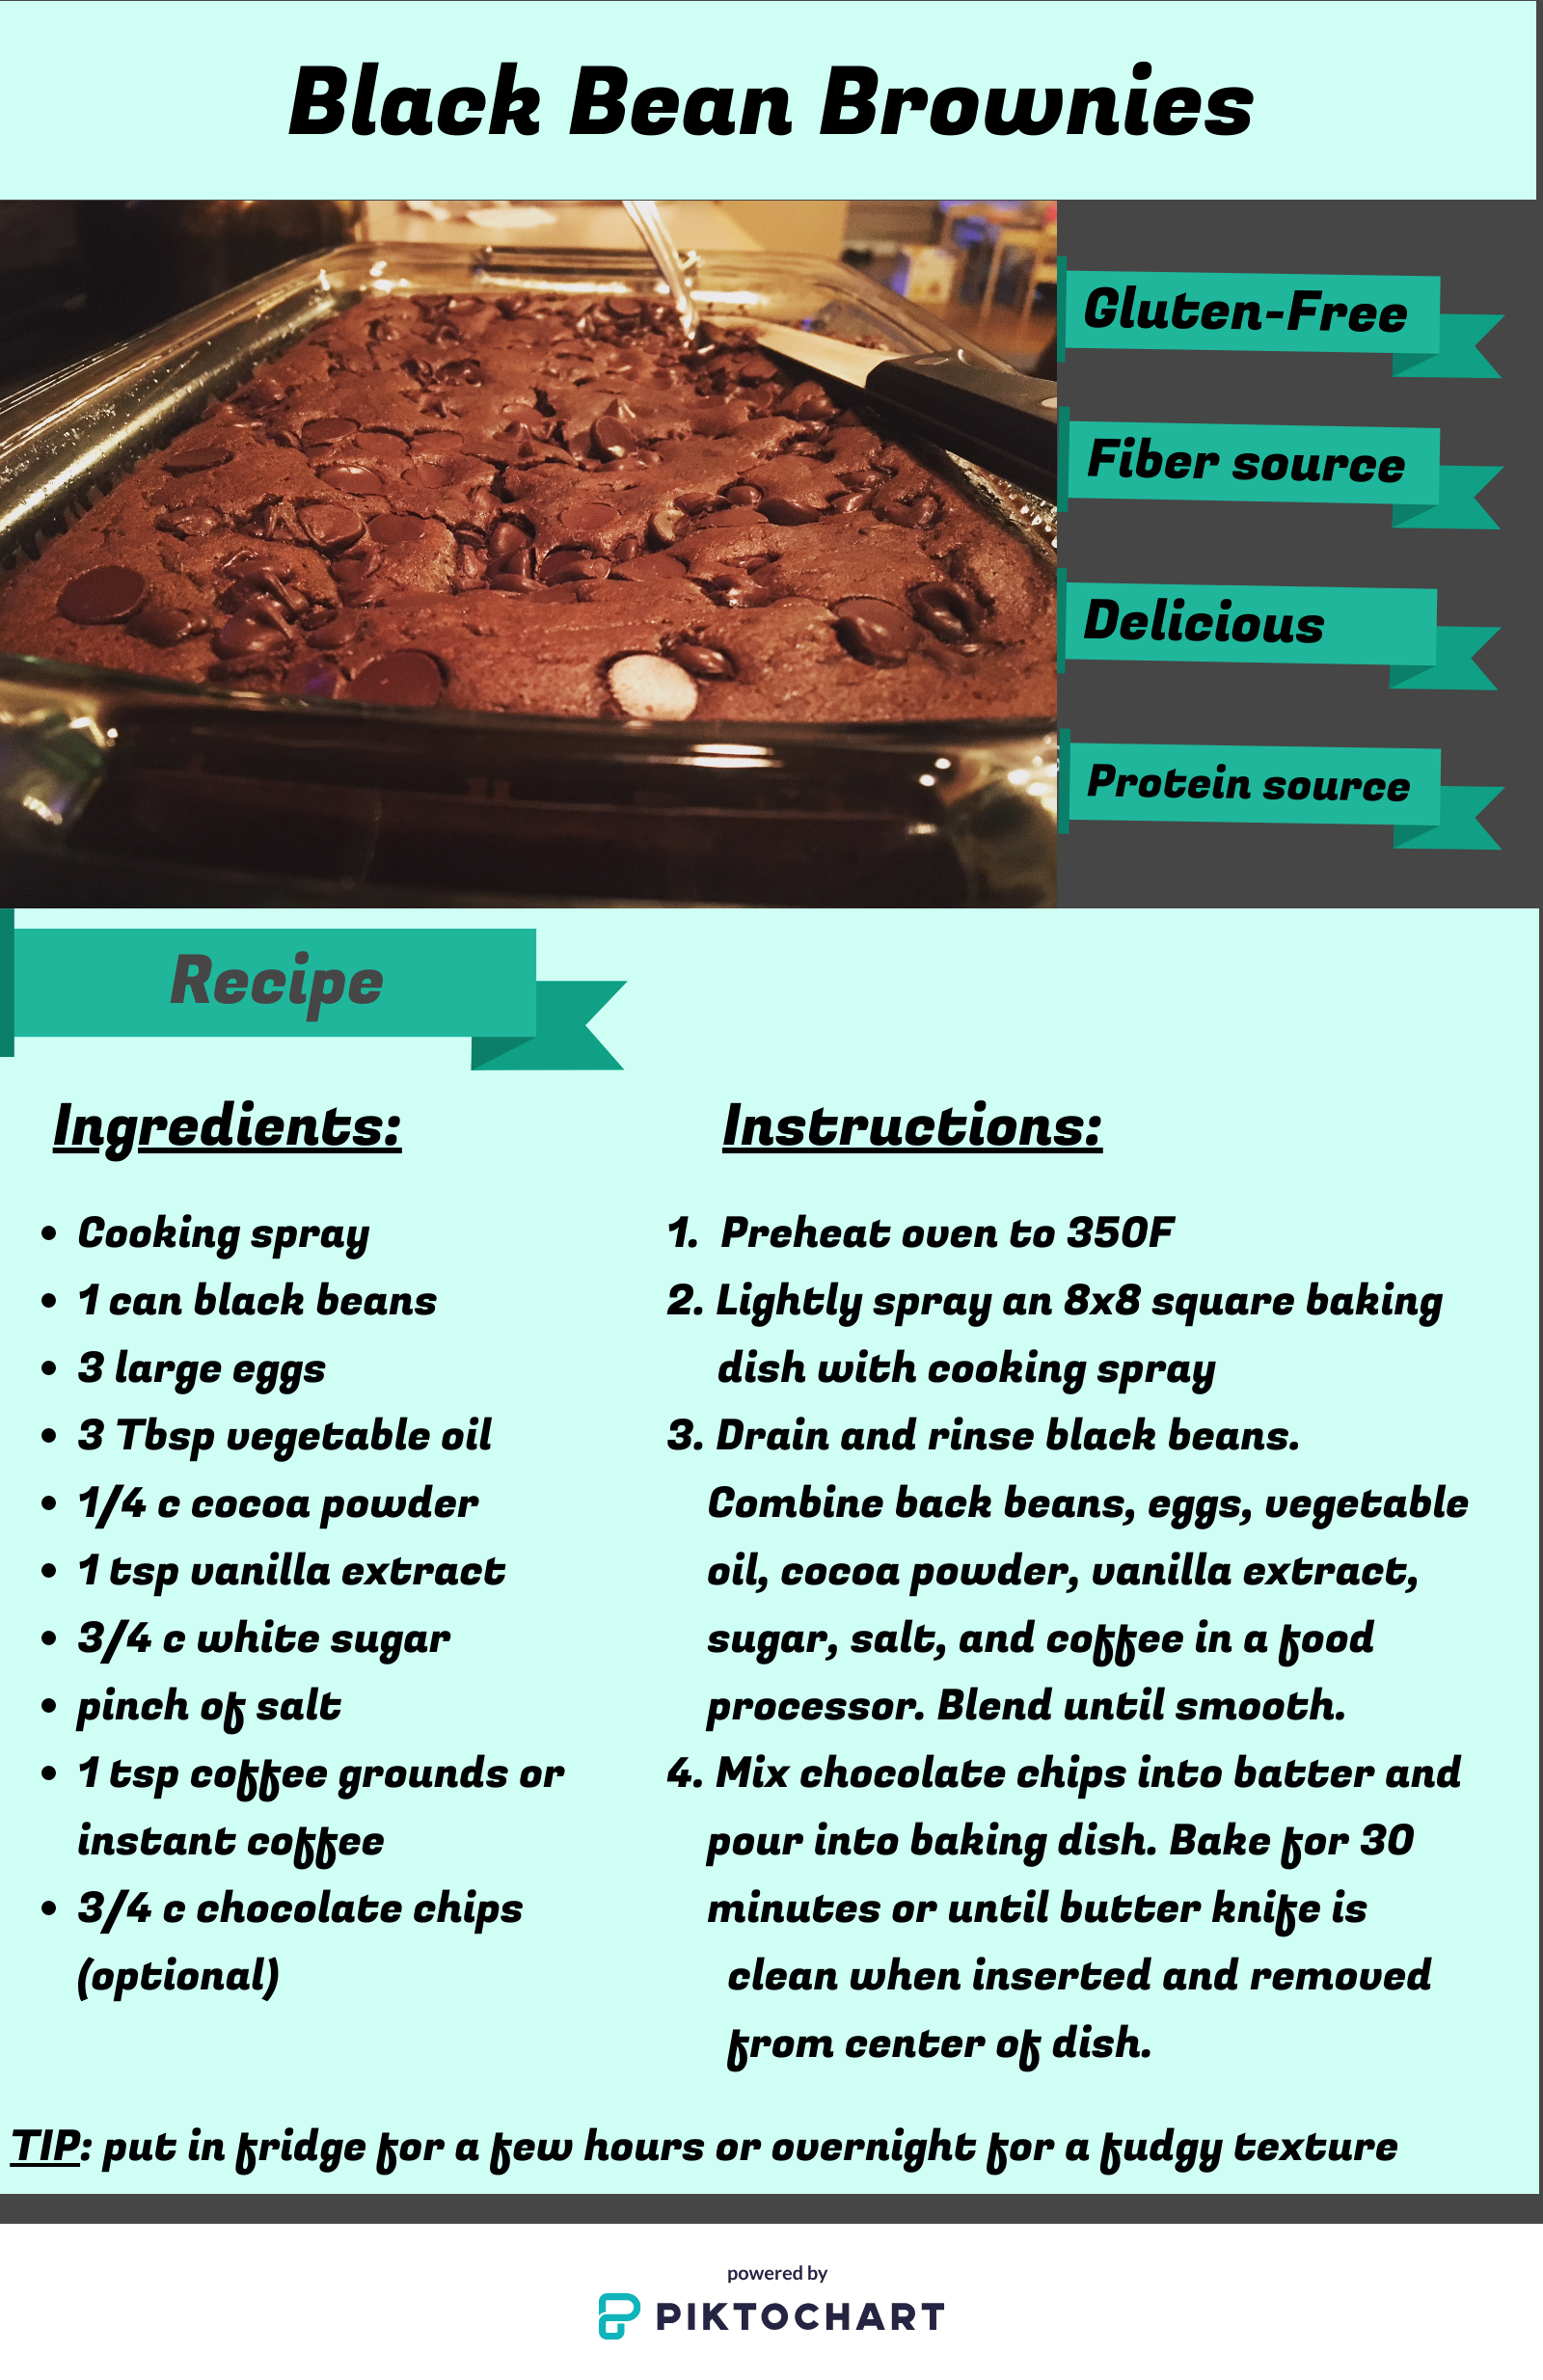 Black Bean Brownies
Gluten-Free
Fiber source
Delicious
Protein source
Recipe
Ingredients:
• Cooking spray
• 1 can black beans
• 3 large eggs
• 3 Tbsp vegetable oil
• 1/4 c cocoa powder
• 1 tsp vanilla extract
• 3/4 c white sugar
• pinch of salt
• 1 tsp coffee grounds or
instant coffee
• 3/4 c chocolate chips
(optional)
Instructions:
1. Preheat oven to 350F
2. Lightly spray an 8x8 square baking
dish with cooking spray
3. Drain and rinse black beans.
Combine back beans, eggs, vegetable
oil, cocoa powder, vanilla extract,
sugar, salt, and coffee in a food
processor. Blend until smooth.
4. Mix chocolate chips into batter and
pour into baking dish. Bake for 30
minutes or until butter knife is
clean when inserted and removed
from center of dish.
TIP: put in fridge for a few hours or overnight for a fudgy texture
powered by
PIKTOCHART